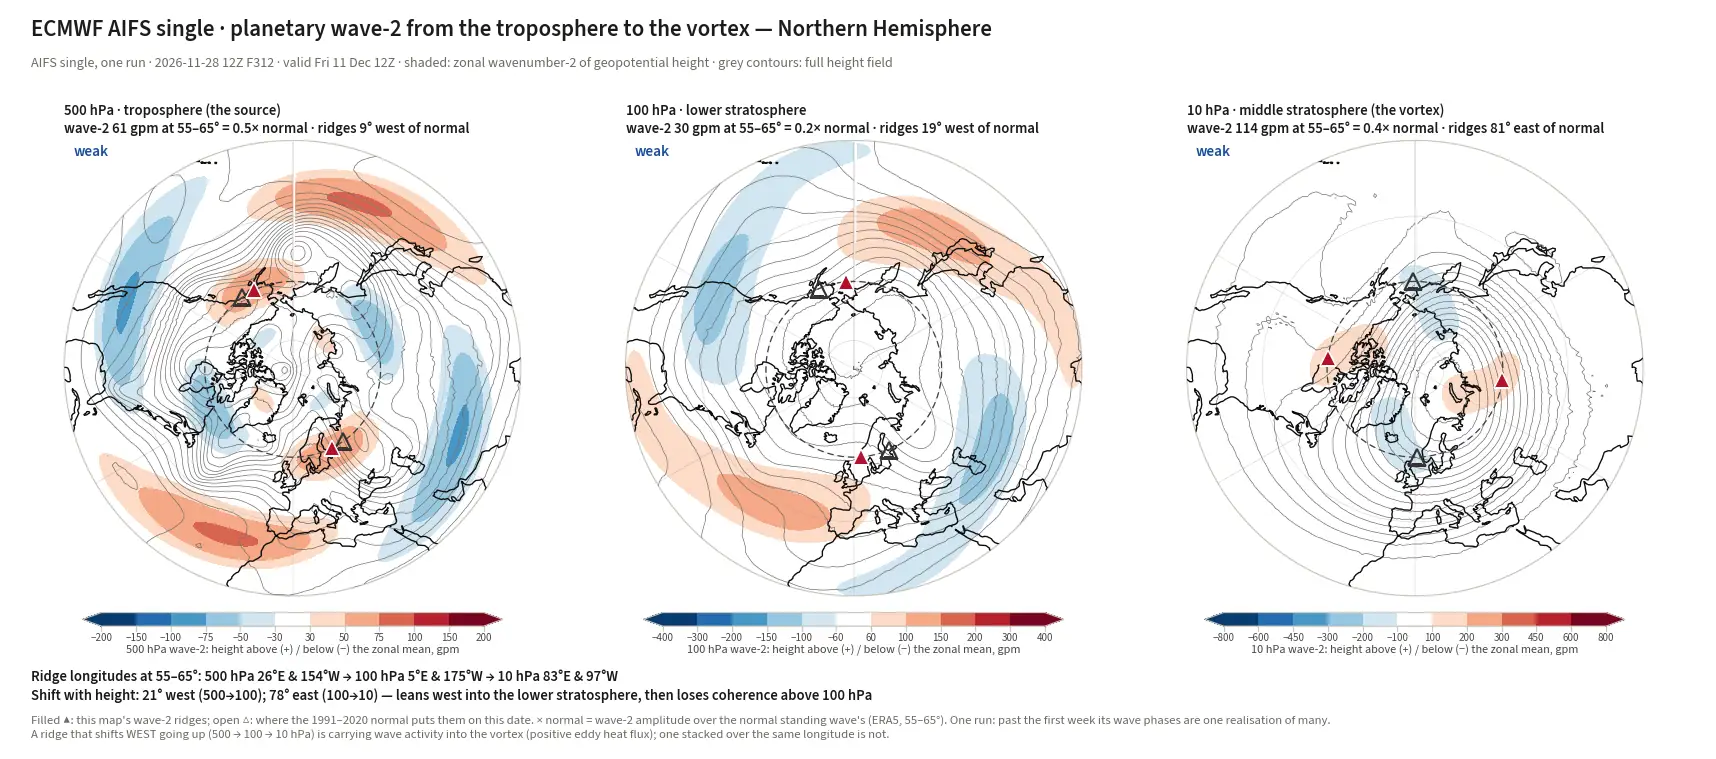 ECMWF AIFS single · planetary wave-2 from the troposphere to the vortex — Northern Hemisphere
AIFS single, one run · 2026-11-28 12Z F312 · valid Fri 11 Dec 12Z · shaded: zonal wavenumber-2 of geopotential height · grey contours: full height field
500 hPa · troposphere (the source)
wave-2 61 gpm at 55–65° = 0.5× normal · ridges 9° west of normal
weak
100 hPa · lower stratosphere
wave-2 30 gpm at 55–65° = 0.2× normal · ridges 19° west of normal
weak
10 hPa · middle stratosphere (the vortex)
wave-2 114 gpm at 55–65° = 0.4× normal · ridges 81° east of normal
weak
−200 −150 −100 −75 −50 −30 30 50 75 100 150 200
500 hPa wave-2: height above (+) / below (−) the zonal mean, gpm
−400 −300 −200 −150 −100 −60 60 100 150 200 300 400
100 hPa wave-2: height above (+) / below (−) the zonal mean, gpm
−800 −600 −450 −300 −200 −100 100 200 300 450 600 800
10 hPa wave-2: height above (+) / below (−) the zonal mean, gpm
Ridge longitudes at 55–65°: 500 hPa 26°E & 154°W → 100 hPa 5°E & 175°W → 10 hPa 83°E & 97°W
Shift with height: 21° west (500→100); 78° east (100→10) — leans west into the lower stratosphere, then loses coherence above 100 hPa
Filled ▲: this map's wave-2 ridges; open △: where the 1991–2020 normal puts them on this date. × normal = wave-2 amplitude over the normal standing wave's (ERA5, 55–65°). One run: past the first week its wave phases are one realisation of many.
A ridge that shifts WEST going up (500 → 100 → 10 hPa) is carrying wave activity into the vortex (positive eddy heat flux); one stacked over the same longitude is not.